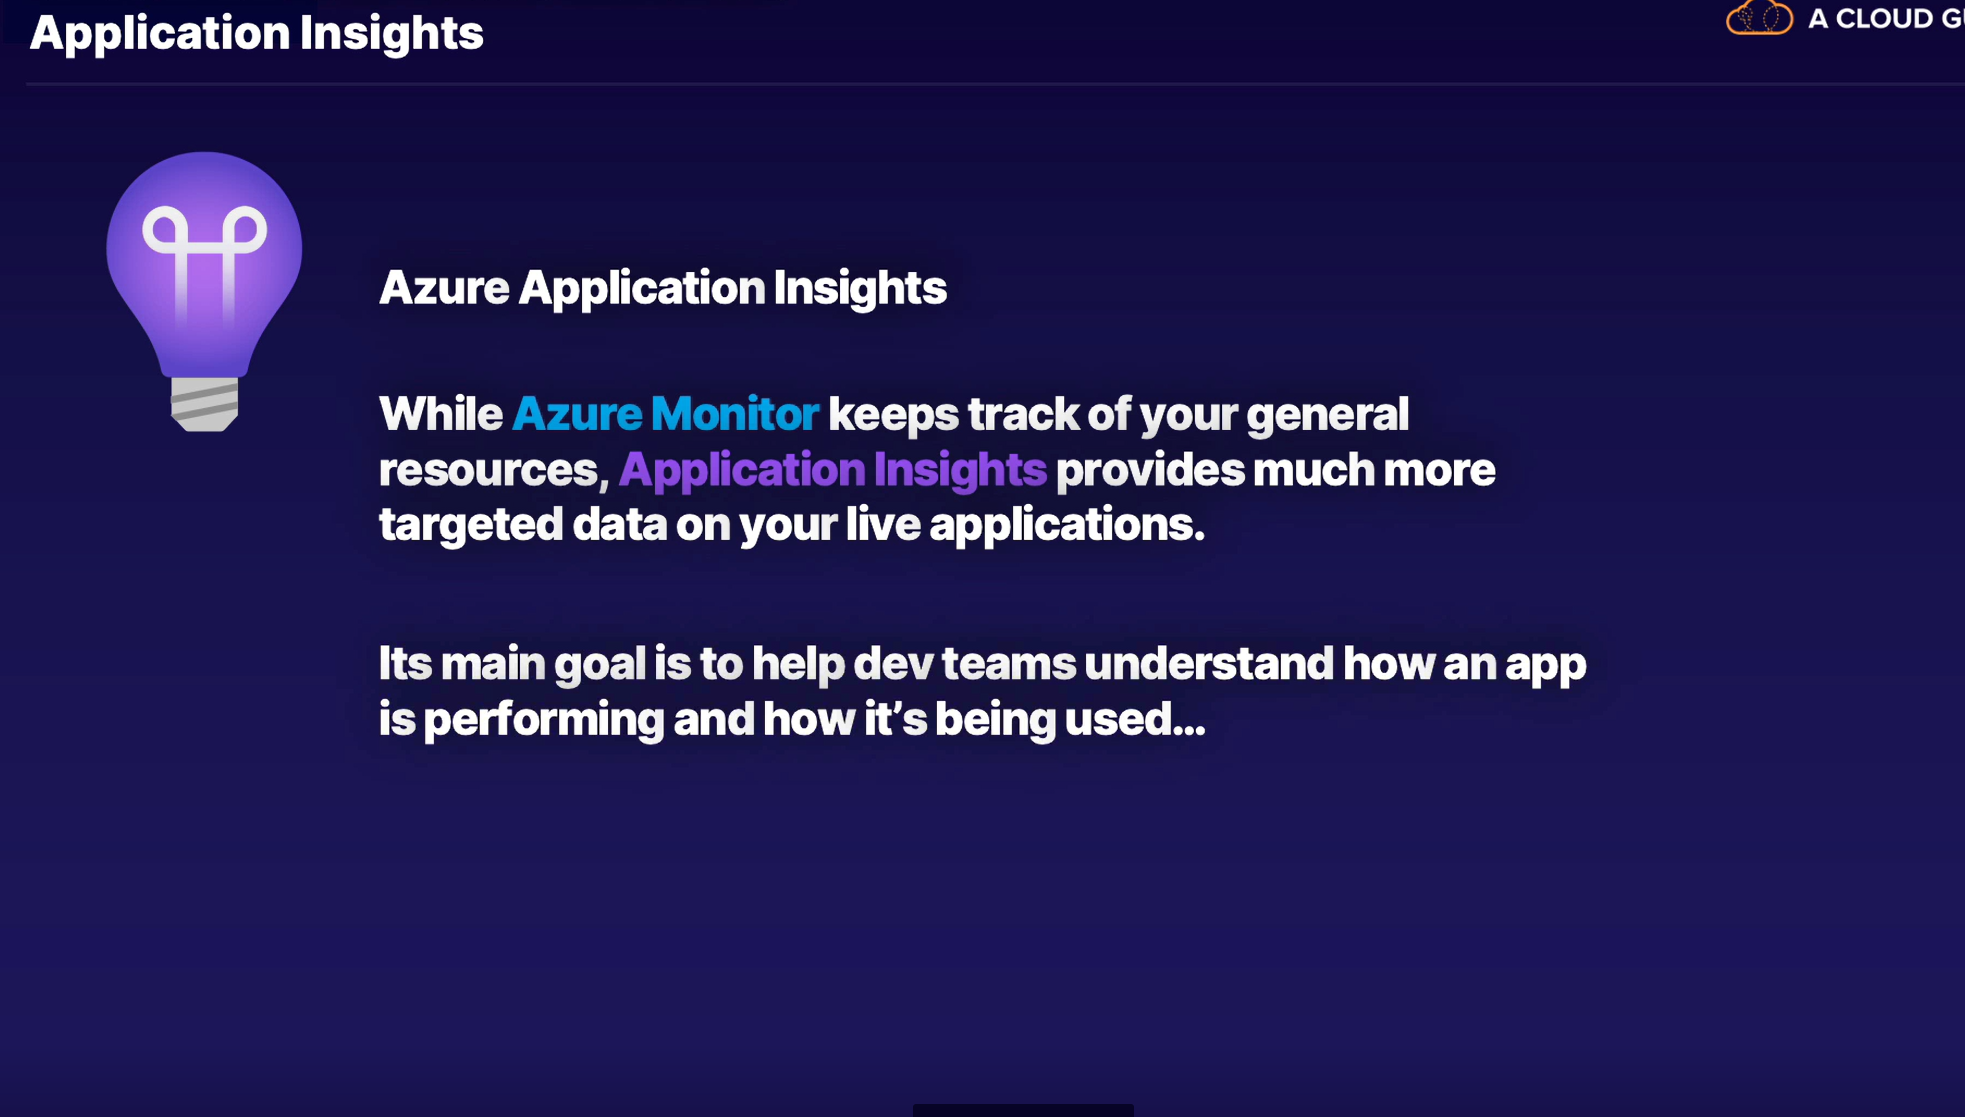 Application Insights
A CLOUD
Azure Application Insights
While Azure Monitor keeps track of your general
resources, Application Insights provides much more
targeted data on your live applications.
Its main goal is to help dev teams understand how an app
is performing and how it’s being used...